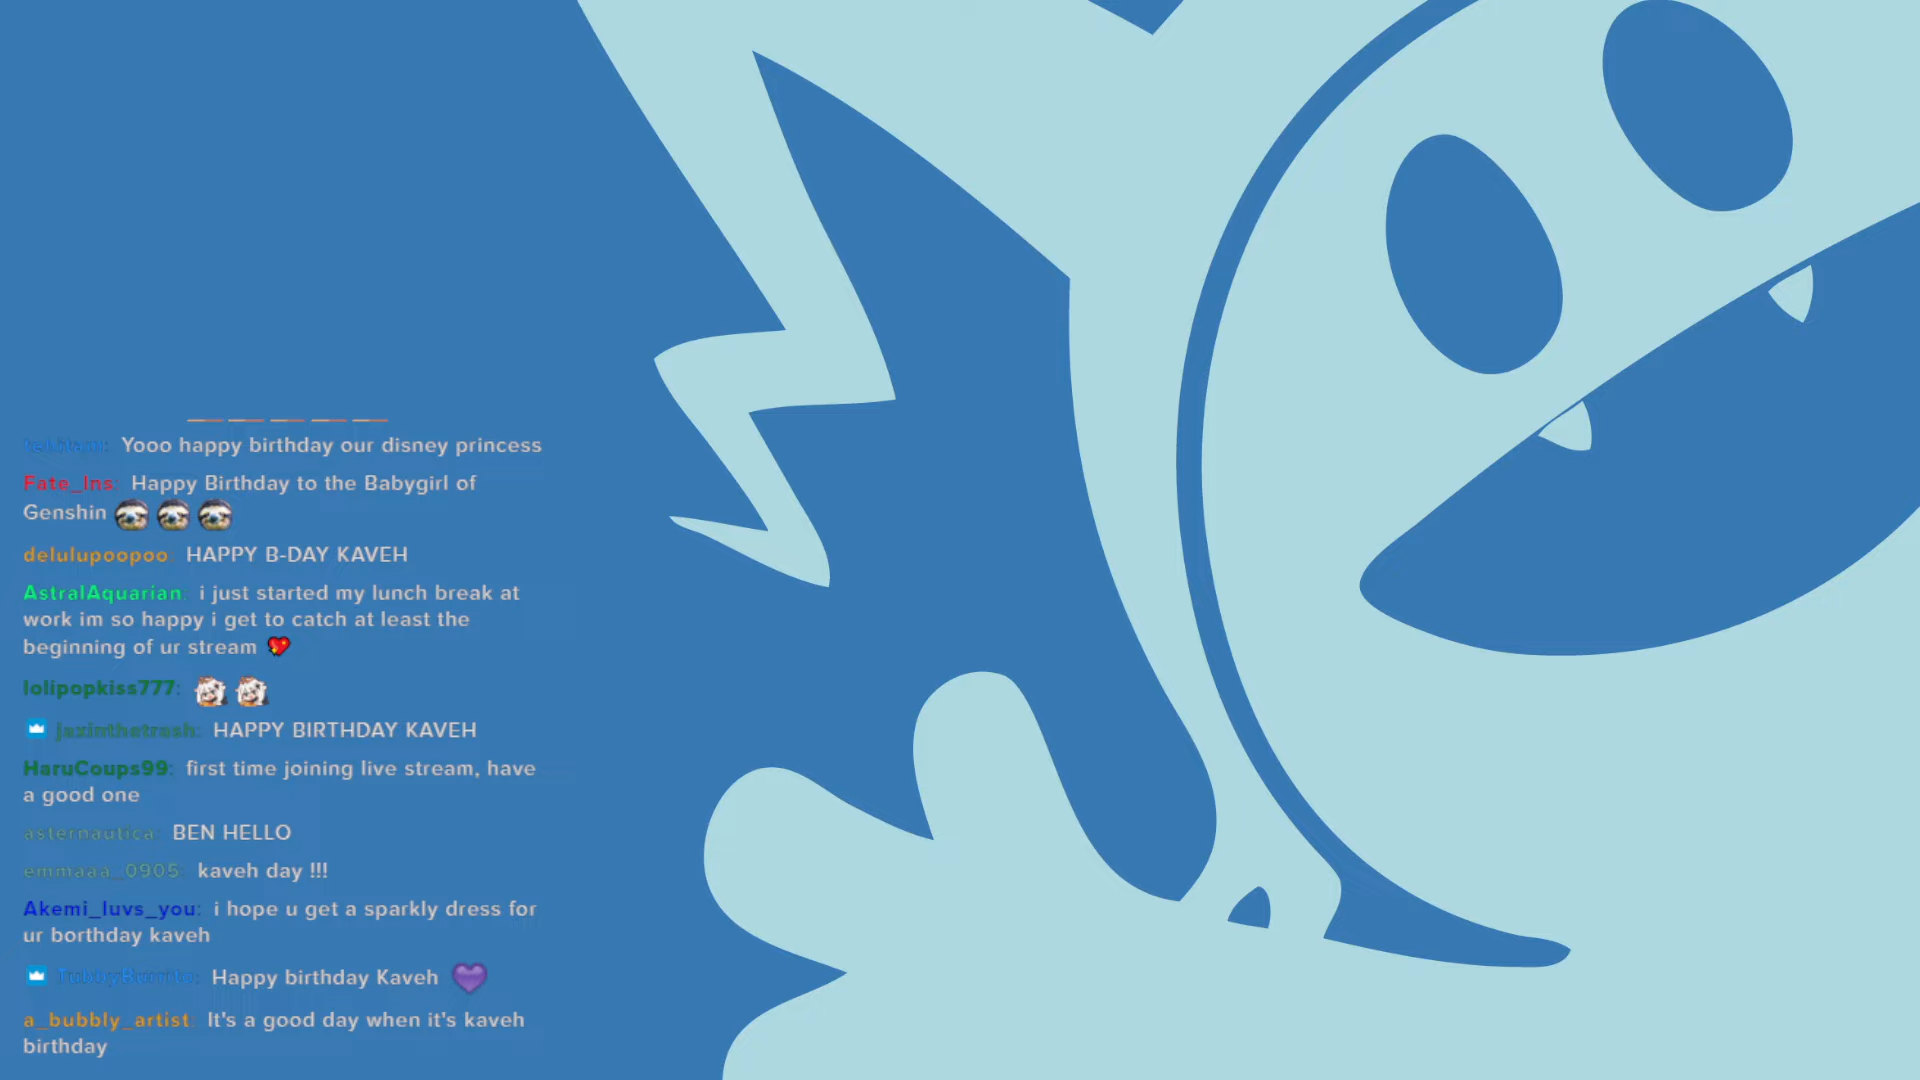 Yooo happy birthday our disney princess
Fate_Ins: Happy Birthday to the Babygirl of
Genshin
delulupoopoo: HAPPY B-DAY KAVEH
AstralAquarian: i just started my lunch break at
work im so happy i get to catch at least the
beginning of ur stream
lolipopkiss777:
jaxinthetrash: HAPPY BIRTHDAY KAVEH
HaruCoups99: first time joining live stream, have
a good one
asternautica: BEN HELLO
emmaaa_0905: kaveh day !!!
Akemi_luvs_you: i hope u get a sparkly dress for
ur borthday kaveh
TubbyBurrito: Happy birthday Kaveh
a_bubbly_artist: It's a good day when it's kaveh
birthday